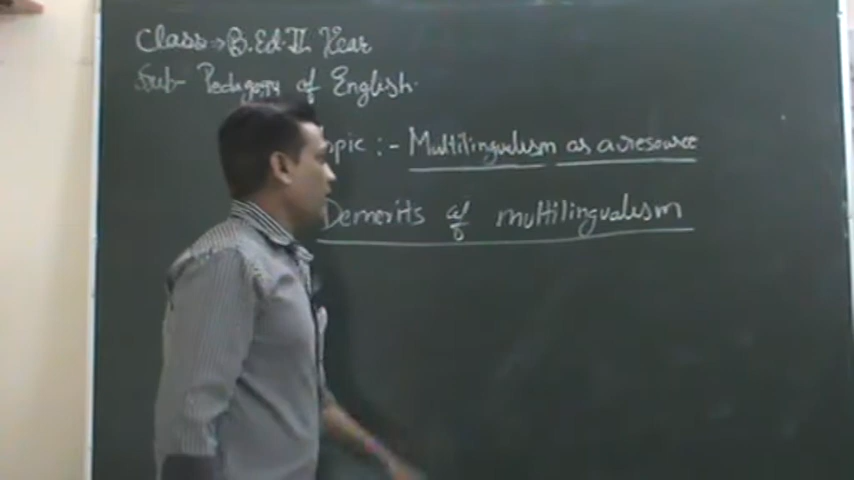 Class → B.Ed. II Year
Sub- Pedagogy of English.
opic :- Multilingualism as a resource
Demerits of multilingualism